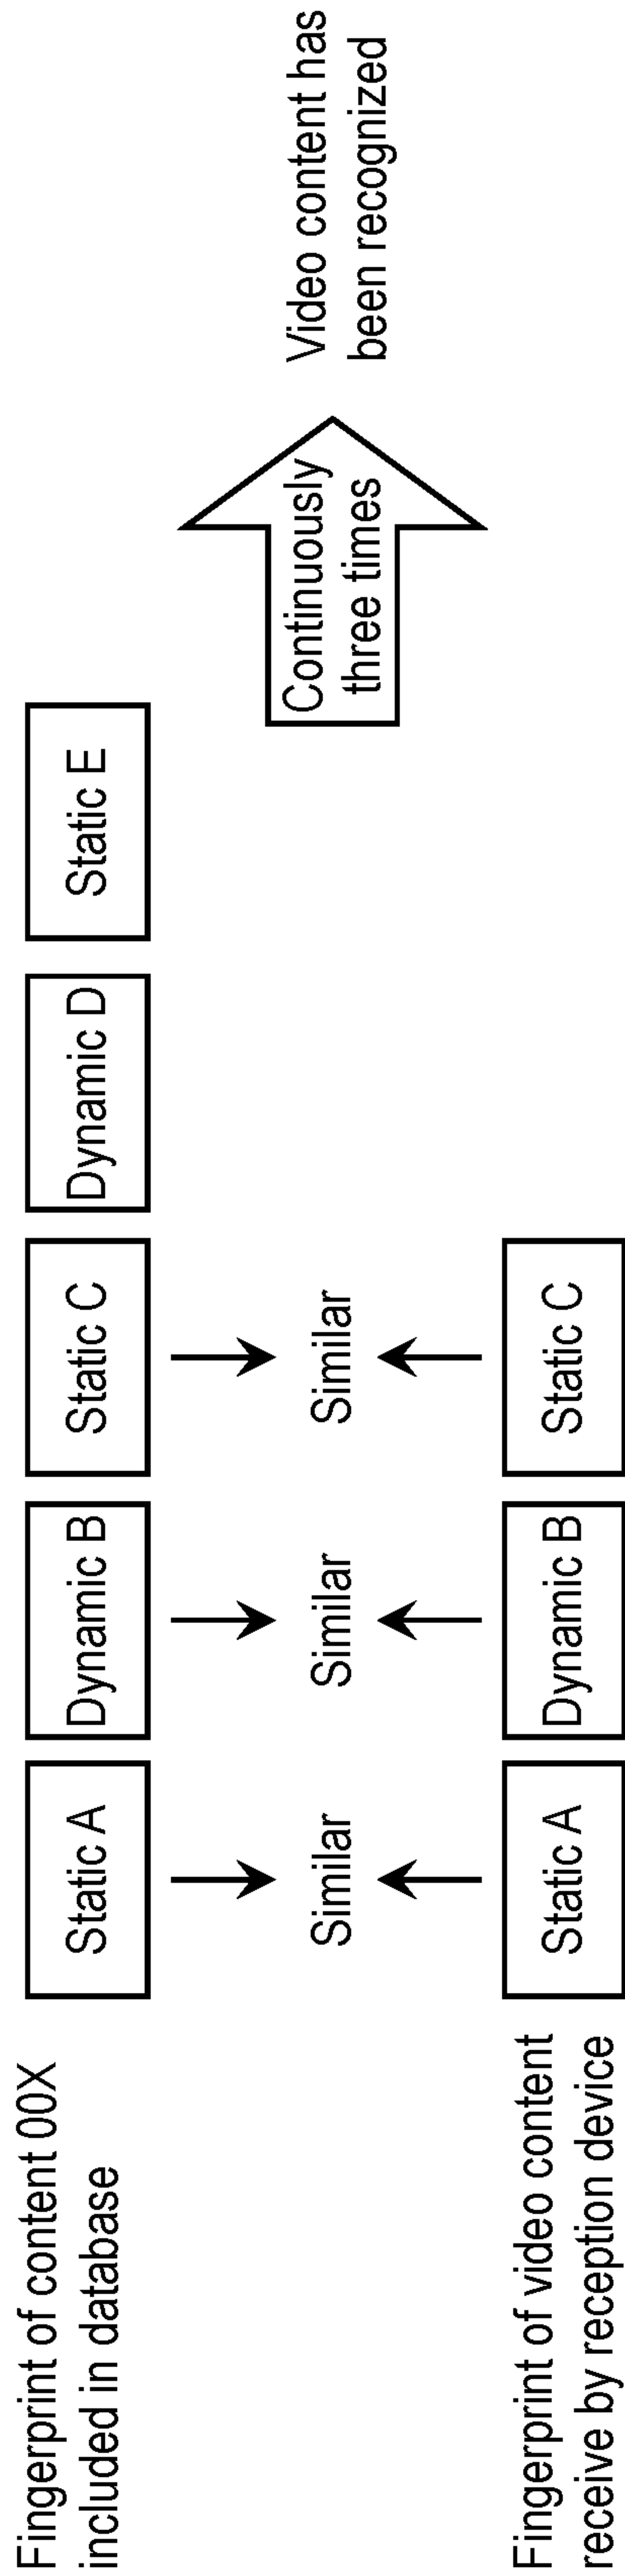 Fingerprint of content 00X
included in database
Static A
Dynamic B
Static C
Dynamic D
Static E
Similar
Similar
Similar
Continuously
three times
Video content has
been recognized
Fingerprint of video content
receive by reception device
Static A
Dynamic B
Static C